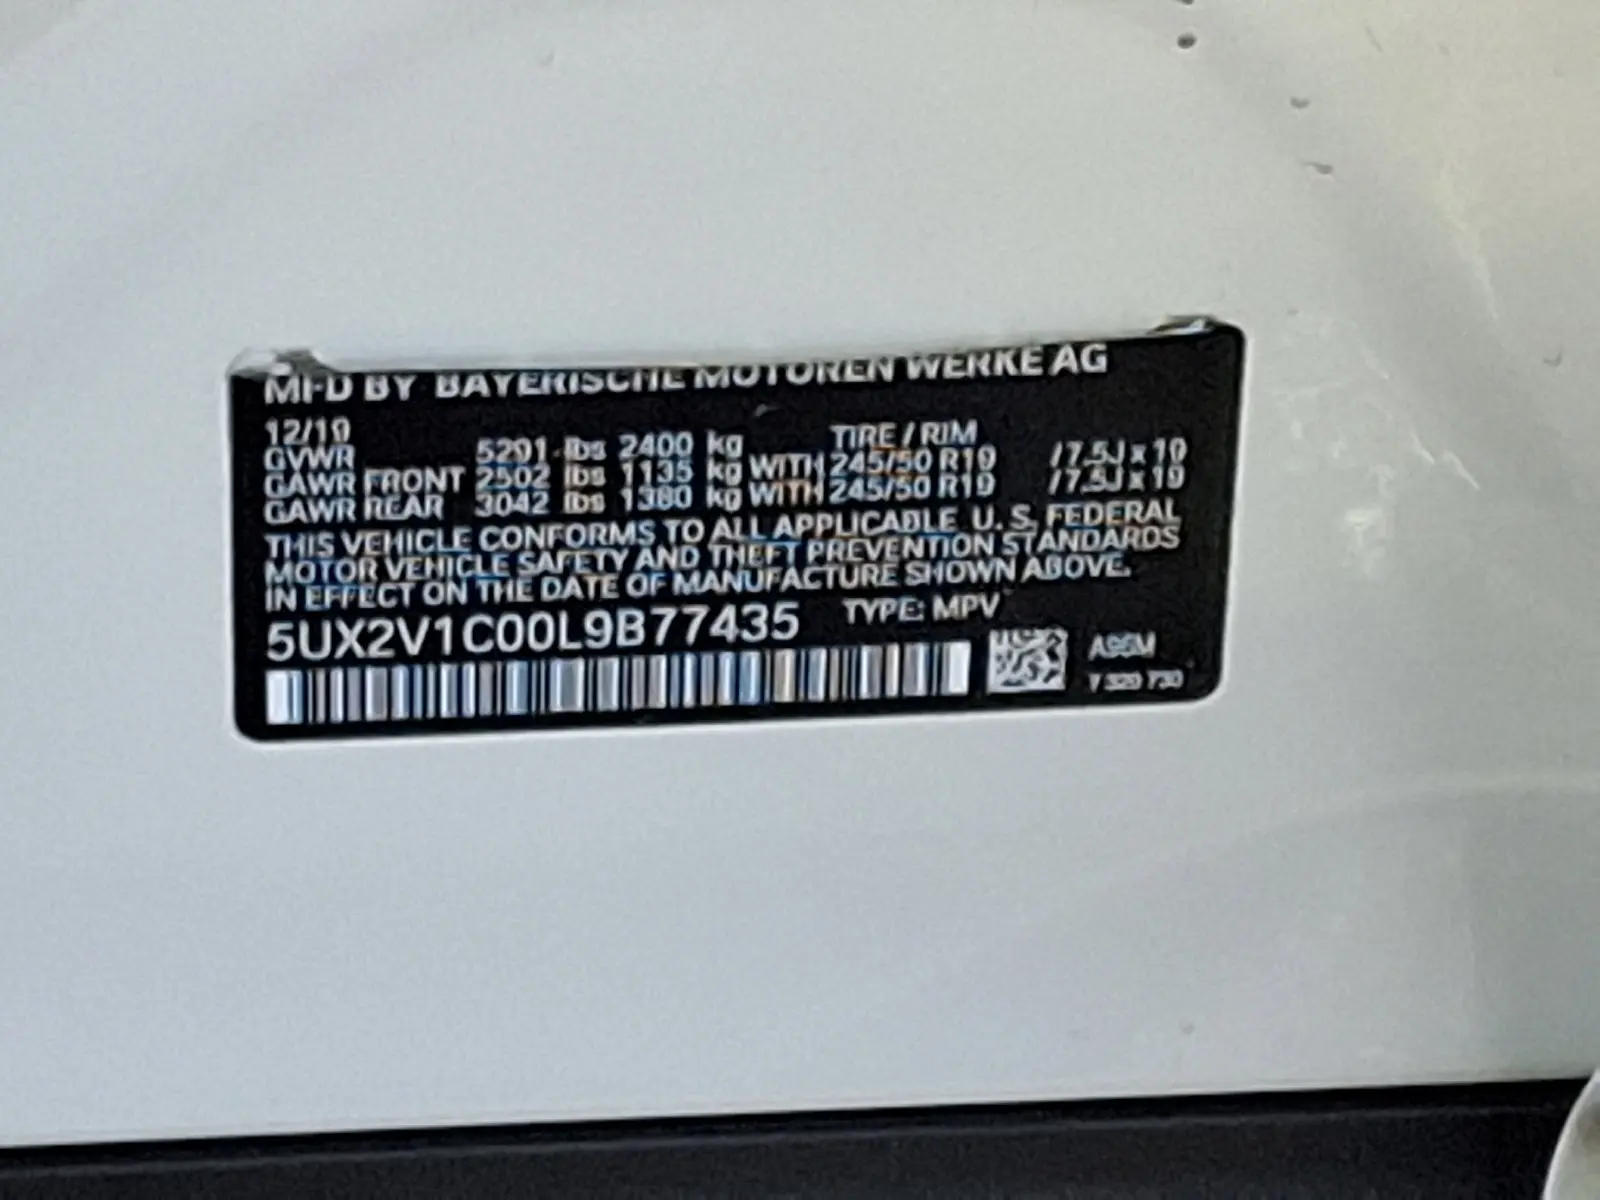 MFD BY BAYERISCHE MOTOREN WERKE AG
12/19 TIRE / RIM
GVWR 5291 lbs 2400 kg
GAWR FRONT 2502 lbs 1135 kg WITH 245/50 R19 /7.5J x 19
GAWR REAR 3042 lbs 1380 kg WITH 245/50 R19 /7.5J x 19
THIS VEHICLE CONFORMS TO ALL APPLICABLE U. S. FEDERAL
MOTOR VEHICLE SAFETY AND THEFT PREVENTION STANDARDS
IN EFFECT ON THE DATE OF MANUFACTURE SHOWN ABOVE.
5UX2V1C00L9B77435 TYPE: MPV